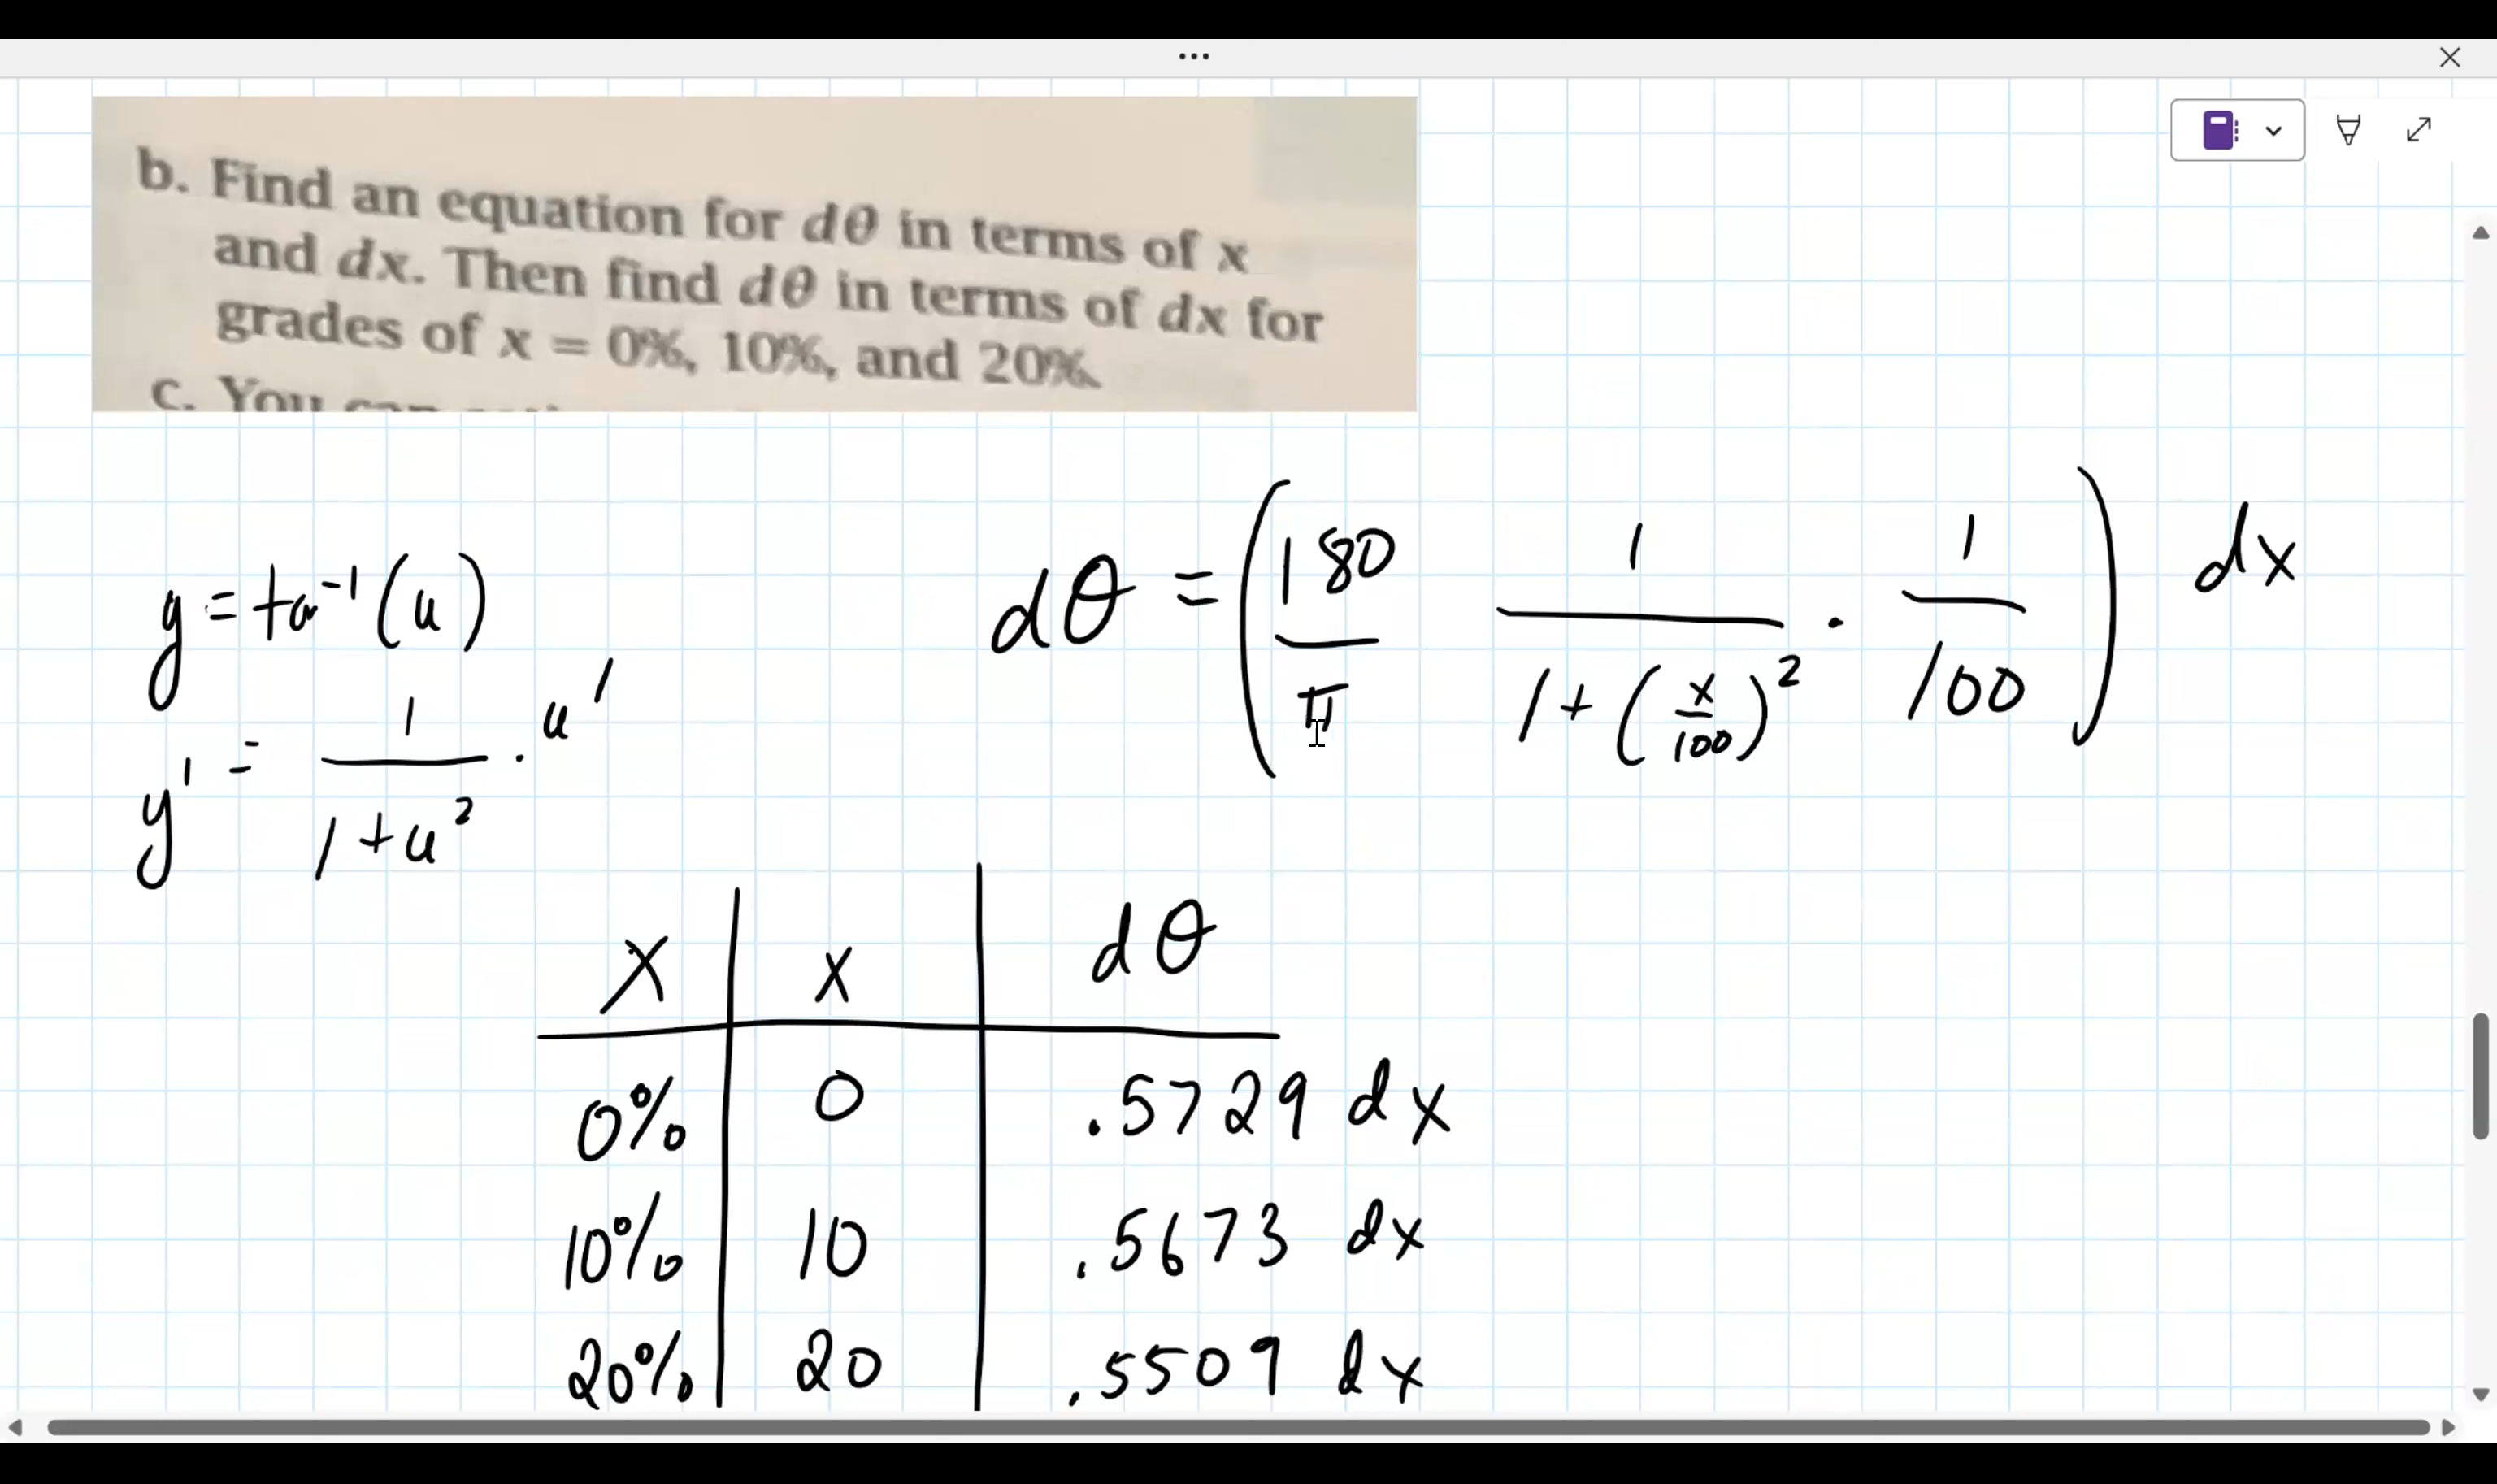 b. Find an equation for dθ in terms of x
and dx. Then find dθ in terms of dx for
grades of x = 0%, 10%, and 20%.
c. You can
y = tan⁻¹(u)
y' = 1/(1+u²) · u'
dθ = (180/π 1/(1+(x/100)²) · 1/100) dx
x x dθ
0% 0 .5729 dx
10% 10 .5673 dx
20% 20 .5509 dx